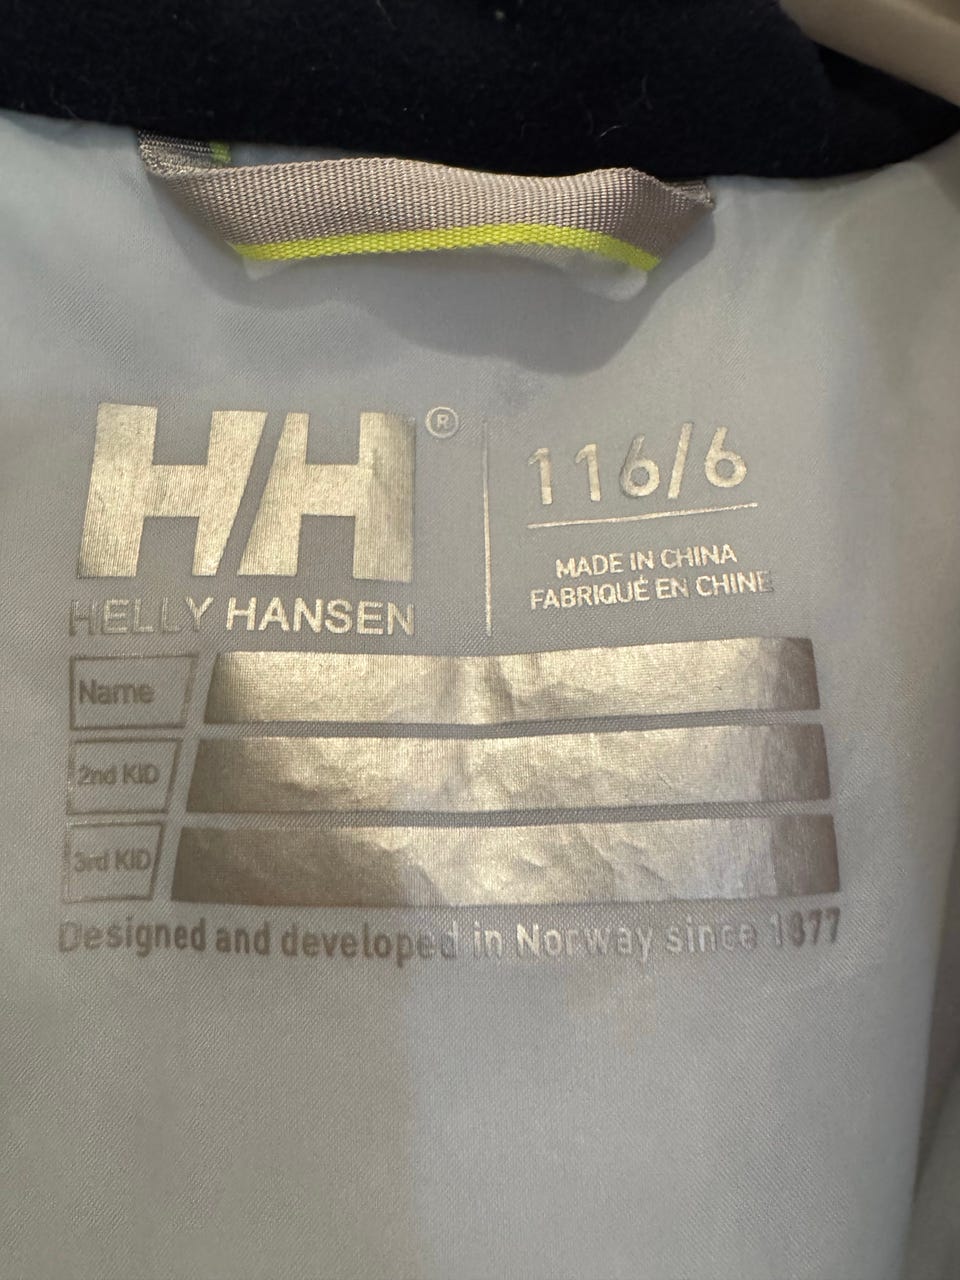 HH®
HELLY HANSEN
116/6
MADE IN CHINA
FABRIQUÉ EN CHINE
Name
2nd KID
3rd KID
Designed and developed in Norway since 1877